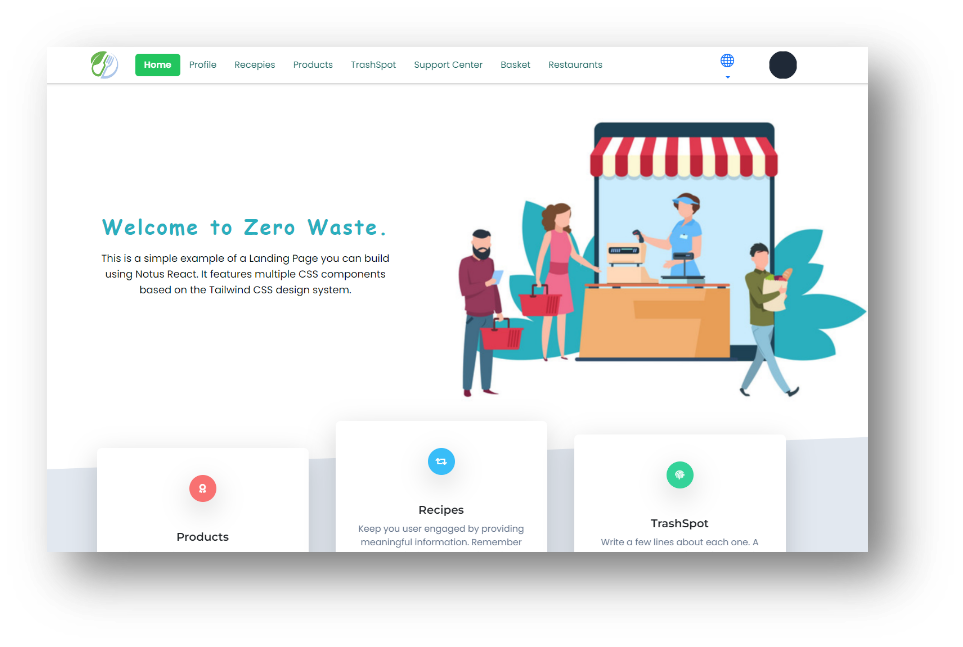 Home Profile Recepies Products TrashSpot Support Center Basket Restaurants
Welcome to Zero Waste.
This is a simple example of a Landing Page you can build
using Notus React. It features multiple CSS components
based on the Tailwind CSS design system.
Products
Recipes
Keep you user engaged by providing
meaningful information. Remember
TrashSpot
Write a few lines about each one. A